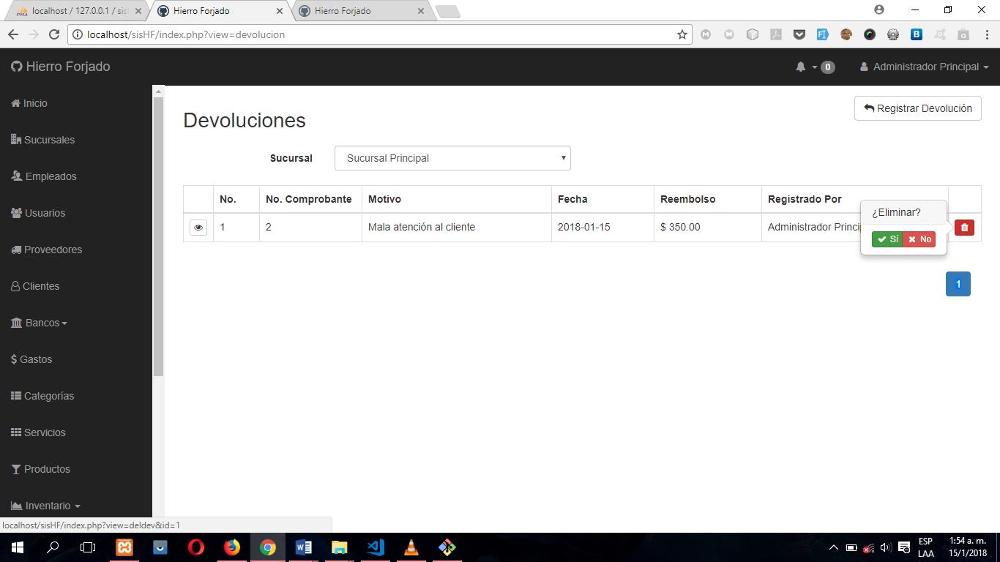 localhost / 127.0.0.1 / sis
Hierro Forjado
Hierro Forjado
localhost/sisHF/index.php?view=devolucion
Hierro Forjado
0
Administrador Principal
Inicio
Sucursales
Empleados
Usuarios
Proveedores
Clientes
Bancos
Gastos
Categorías
Servicios
Productos
Inventario
Registrar Devolución
Devoluciones
Sucursal
Sucursal Principal
No. No. Comprobante Motivo Fecha Reembolso Registrado Por
1 2 Mala atención al cliente 2018-01-15 $ 350.00 Administrador Princip
¿Eliminar?
Sí No
1
localhost/sisHF/index.php?view=deldev&id=1
ESP
LAA
1:54 a. m.
15/1/2018